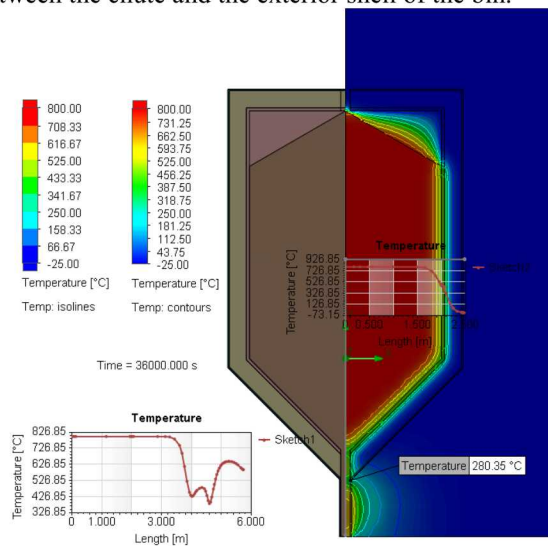 tween the chute and the exterior shell of the bin.
800.00
708.33
616.67
525.00
433.33
341.67
250.00
158.33
66.67
-25.00
Temperature [°C]
Temp: isolines
800.00
731.25
662.50
593.75
525.00
456.25
387.50
318.75
250.00
181.25
112.50
43.75
-25.00
Temperature [°C]
Temp: contours
Time = 36000.000 s
Temperature
Temperature [°C]
926.85
726.85
526.85
326.85
126.85
-73.15
0 0.500 1.500
Length [m]
Temperature 280.35 °C
Temperature
Temperature [°C]
826.85
726.85
626.85
526.85
426.85
326.85
0 1.000 3.000 6.000
Length [m]
Sketch1